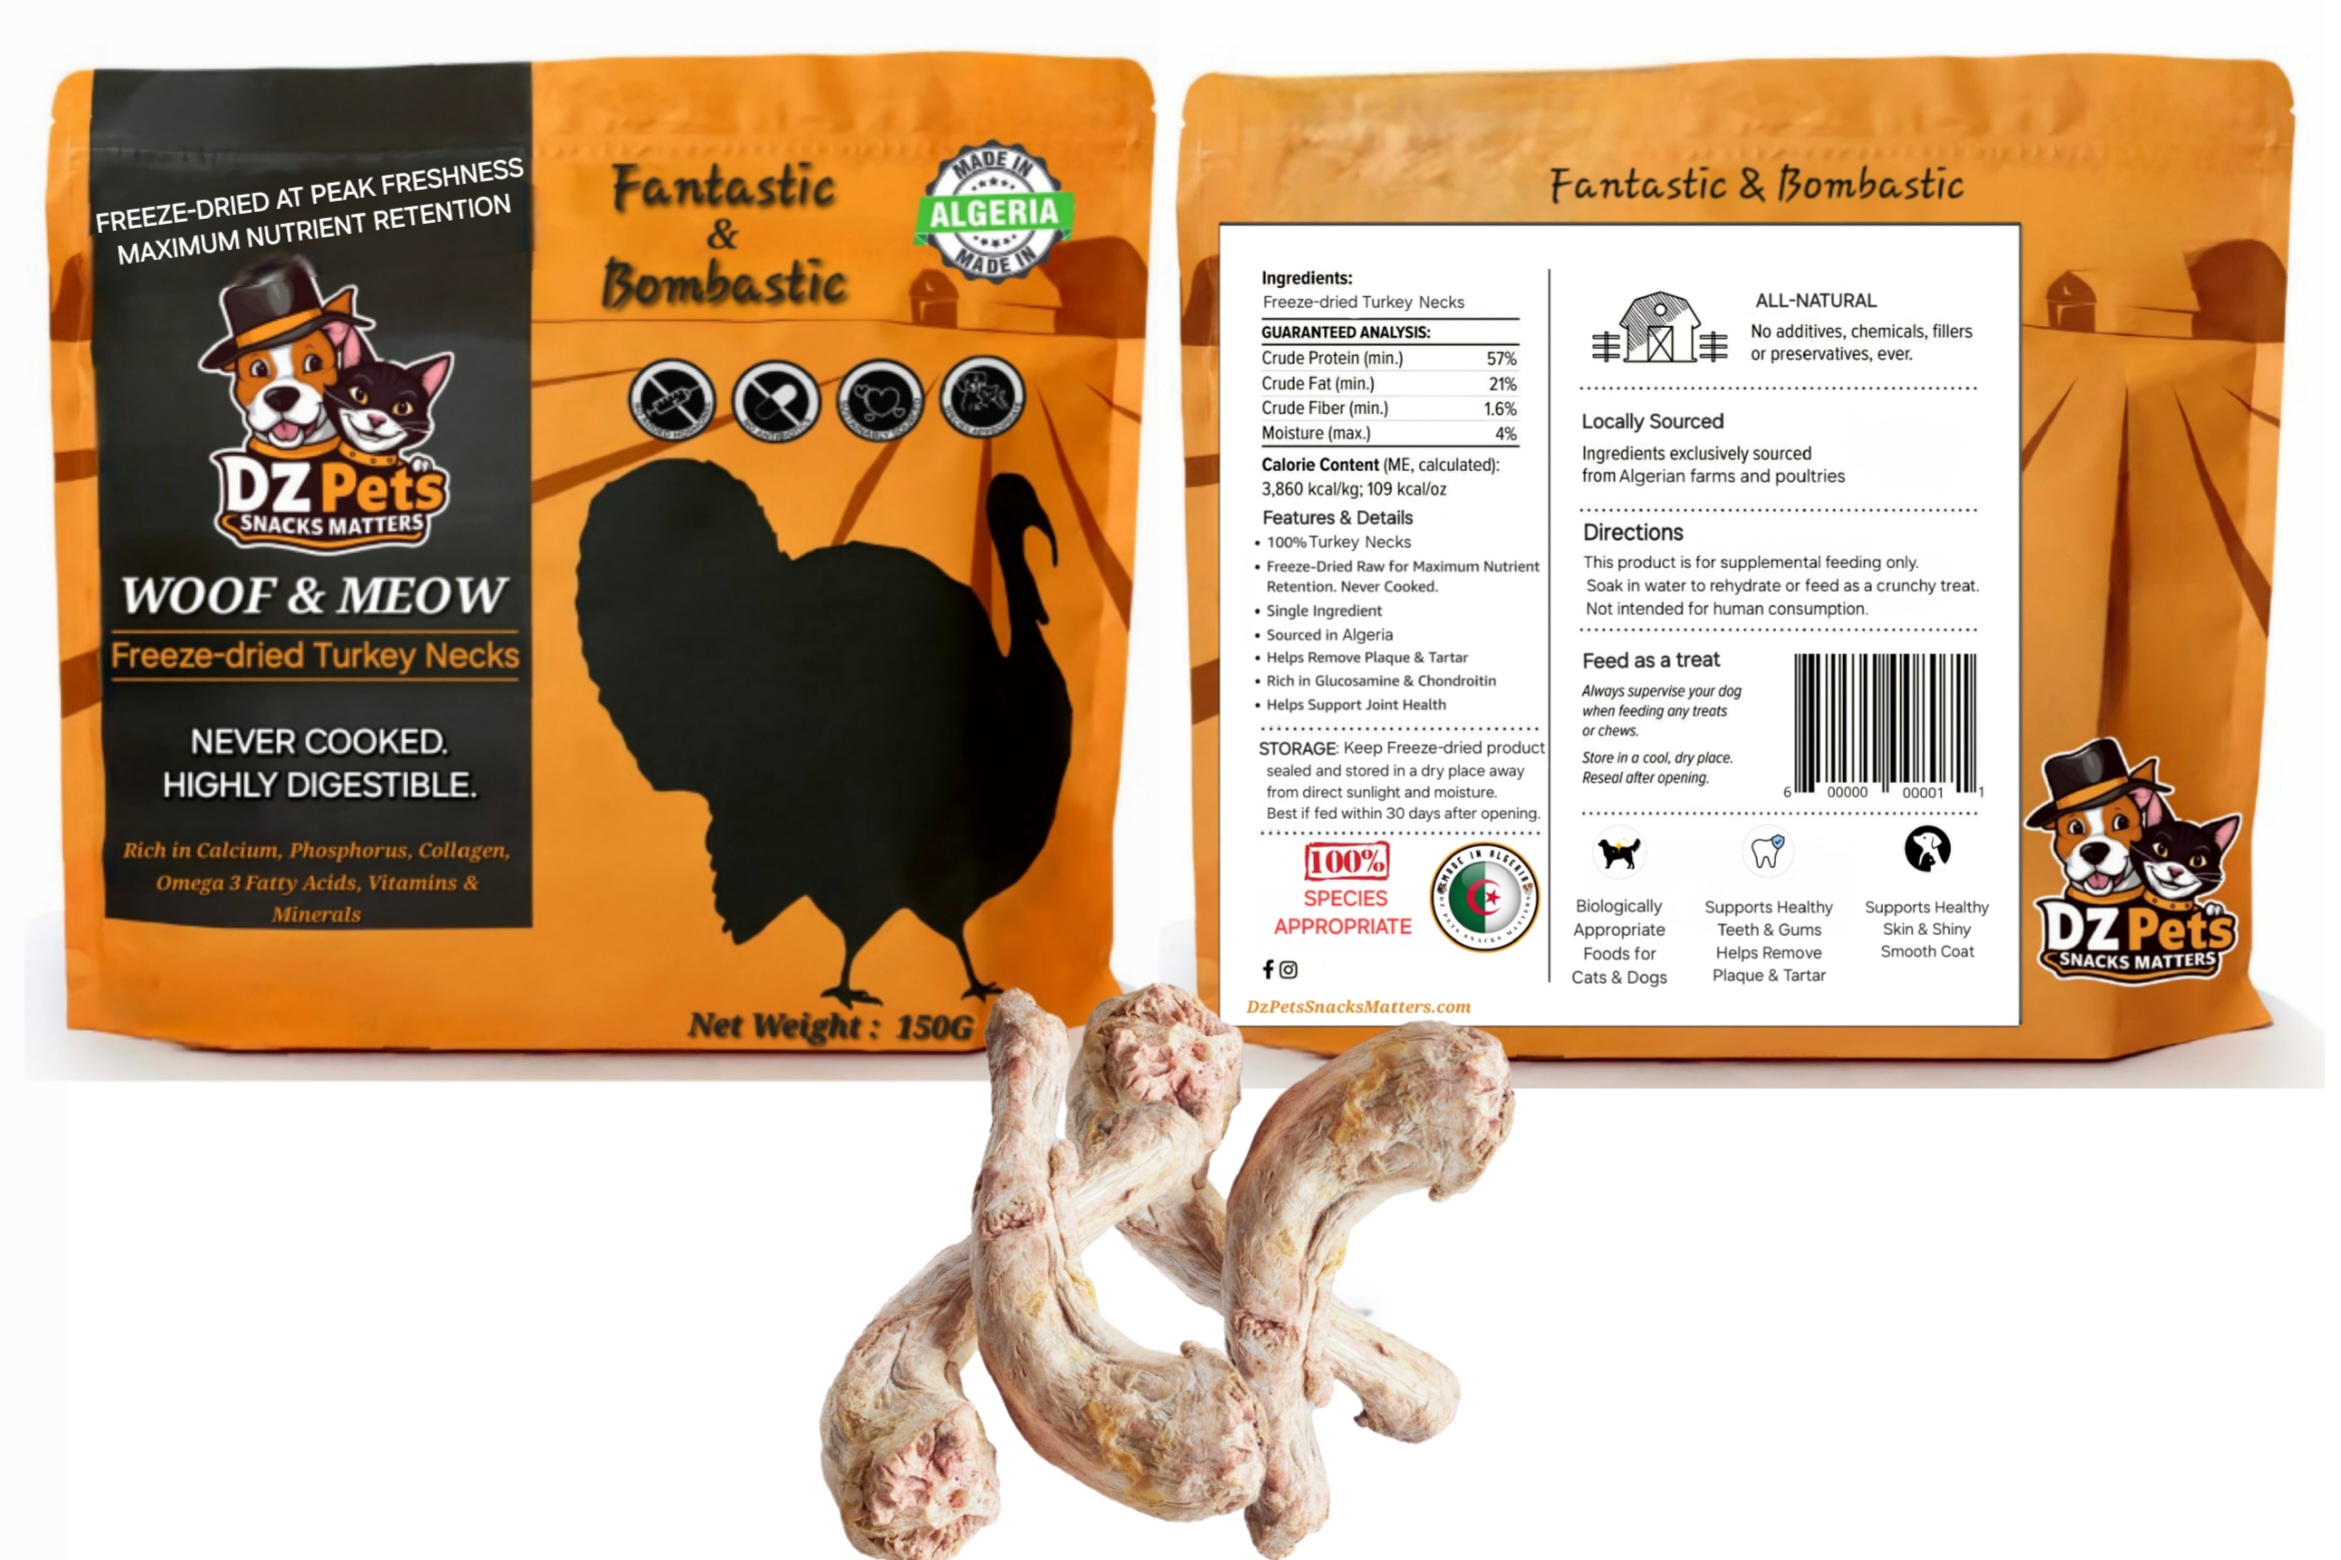 FREEZE-DRIED AT PEAK FRESHNESS
MAXIMUM NUTRIENT RETENTION
DZ Pets
SNACKS MATTERS
WOOF & MEOW
Freeze-dried Turkey Necks
NEVER COOKED.
HIGHLY DIGESTIBLE.
Rich in Calcium, Phosphorus, Collagen,
Omega 3 Fatty Acids, Vitamins &
Minerals
Fantastic
&
Bombastic
MADE IN
ALGERIA
MADE IN
SUSTAINABLY SOURCED
Net Weight : 150G
Fantastic & Bombastic
Ingredients:
Freeze-dried Turkey Necks
GUARANTEED ANALYSIS:
Crude Protein (min.) 57%
Crude Fat (min.) 21%
Crude Fiber (min.) 1.6%
Moisture (max.) 4%
Calorie Content (ME, calculated):
3,860 kcal/kg; 109 kcal/oz
Features & Details
• 100% Turkey Necks
• Freeze-Dried Raw for Maximum Nutrient
Retention. Never Cooked.
• Single Ingredient
• Sourced in Algeria
• Helps Remove Plaque & Tartar
• Rich in Glucosamine & Chondroitin
• Helps Support Joint Health
STORAGE: Keep Freeze-dried product
sealed and stored in a dry place away
from direct sunlight and moisture.
Best if fed within 30 days after opening.
100%
SPECIES
APPROPRIATE
MADE IN ALGERIA
DzPetsSnacksMatters.com
ALL-NATURAL
No additives, chemicals, fillers
or preservatives, ever.
Locally Sourced
Ingredients exclusively sourced
from Algerian farms and poultries
Directions
This product is for supplemental feeding only.
Soak in water to rehydrate or feed as a crunchy treat.
Not intended for human consumption.
Feed as a treat
Always supervise your dog
when feeding any treats
or chews.
Store in a cool, dry place.
Reseal after opening.
6 00000 00001 1
Biologically
Appropriate
Foods for
Cats & Dogs
Supports Healthy
Teeth & Gums
Helps Remove
Plaque & Tartar
Supports Healthy
Skin & Shiny
Smooth Coat
DZ Pets
SNACKS MATTERS